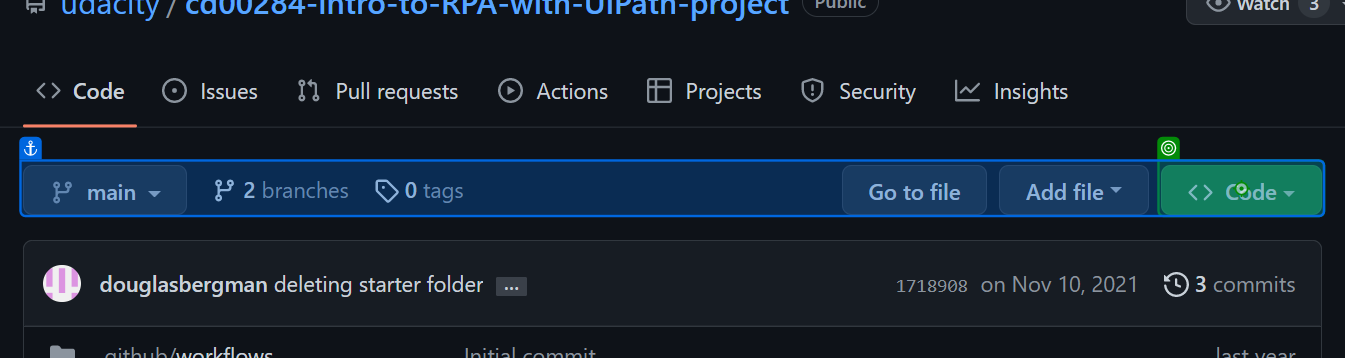 udacity / cd00284-intro-to-RPA-with-UiPath-project Public Watch 3
Code Issues Pull requests Actions Projects Security Insights
main 2 branches 0 tags Go to file Add file Code
douglasbergman deleting starter folder ... 1718908 on Nov 10, 2021 3 commits
.github/workflows Initial commit last year